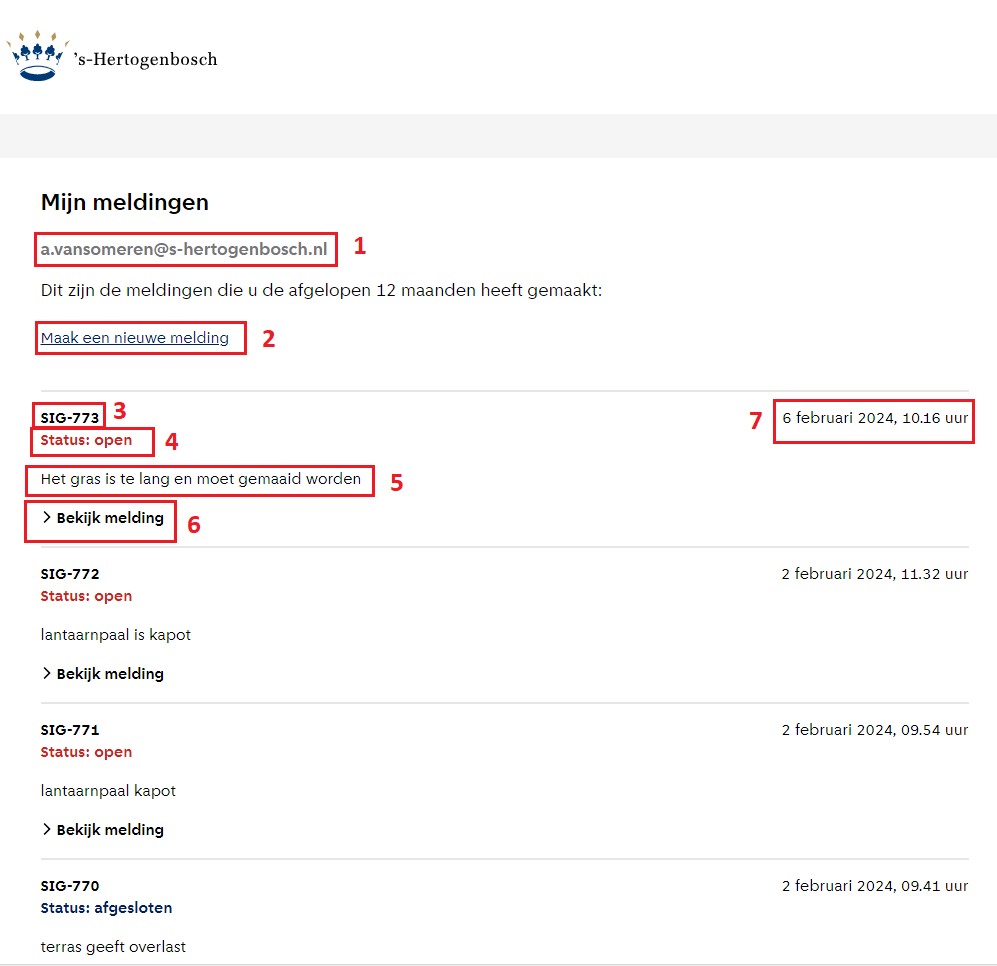 's-Hertogenbosch
Mijn meldingen
a.vansomeren@s-hertogenbosch.nl 1
Dit zijn de meldingen die u de afgelopen 12 maanden heeft gemaakt:
Maak een nieuwe melding 2
SIG-773 3
7 6 februari 2024, 10.16 uur
Status: open 4
Het gras is te lang en moet gemaaid worden 5
Bekijk melding 6
SIG-772
2 februari 2024, 11.32 uur
Status: open
lantaarnpaal is kapot
Bekijk melding
SIG-771
2 februari 2024, 09.54 uur
Status: open
lantaarnpaal kapot
Bekijk melding
SIG-770
2 februari 2024, 09.41 uur
Status: afgesloten
terras geeft overlast